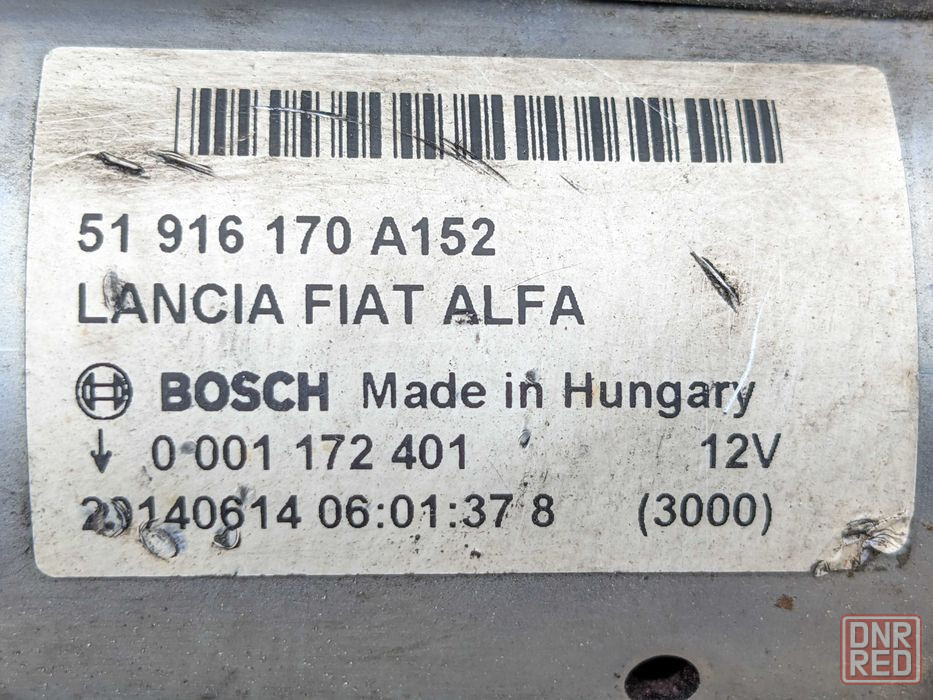 51 916 170 A152
LANCIA FIAT ALFA
BOSCH Made in Hungary
↓ 0 001 172 401 12V
20140614 06:01:37 8 (3000)
DNR
RED